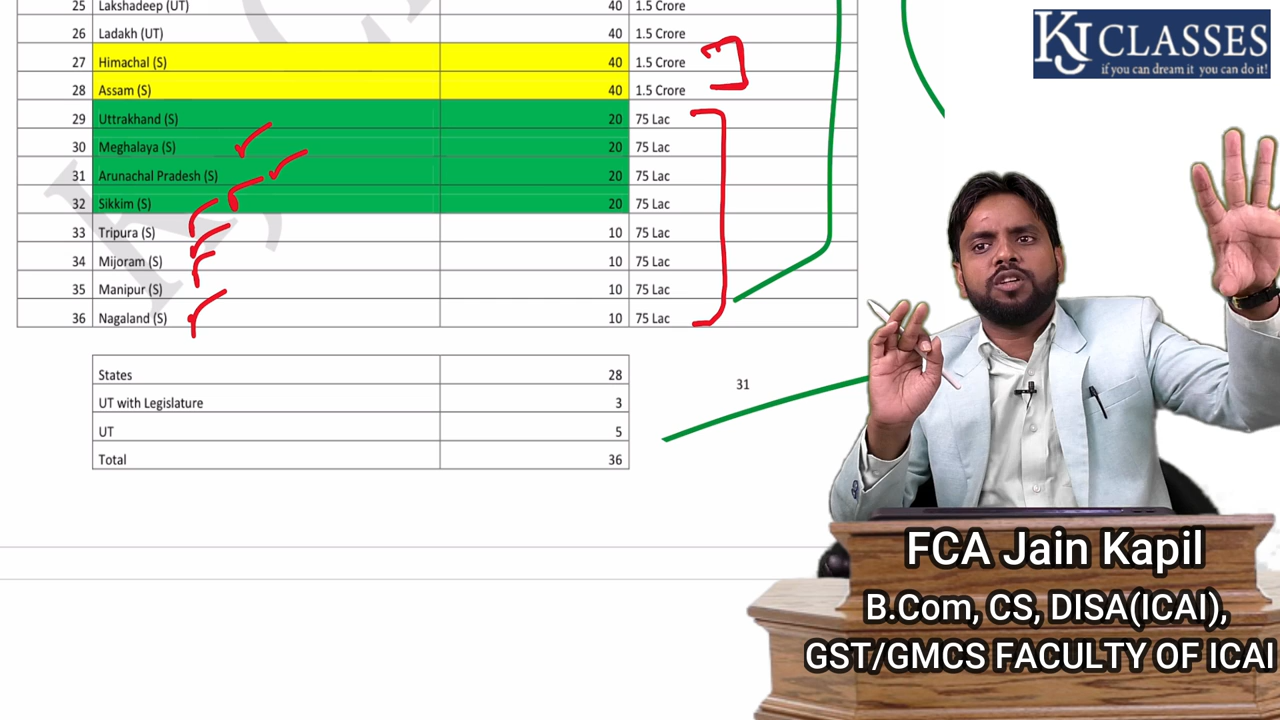 25 Lakshadeep (UT) 40 1.5 Crore
26 Ladakh (UT) 40 1.5 Crore
27 Himachal (S) 40 1.5 Crore
28 Assam (S) 40 1.5 Crore
29 Uttrakhand (S) 20 75 Lac
30 Meghalaya (S) 20 75 Lac
31 Arunachal Pradesh (S) 20 75 Lac
32 Sikkim (S) 20 75 Lac
33 Tripura (S) 10 75 Lac
34 Mijoram (S) 10 75 Lac
35 Manipur (S) 10 75 Lac
36 Nagaland (S) 10 75 Lac
States 28
31
UT with Legislature 3
UT 5
Total 36
KJ CLASSES
if you can dream it you can do it!
FCA Jain Kapil
B.Com, CS, DISA(ICAI),
GST/GMCS FACULTY OF ICAI